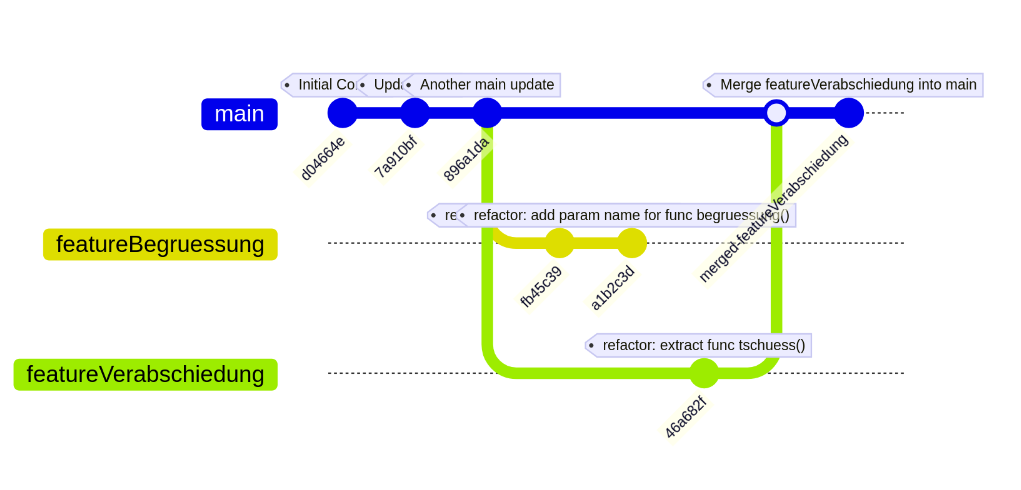 Initial Co
Upda
Another main update
Merge featureVerabschiedung into main
main
d04664e
7a910bf
896a1da
merged-featureVerabschiedung
re
refactor: add param name for func begruessung()
featureBegruessung
fb45c39
a1b2c3d
refactor: extract func tschuess()
featureVerabschiedung
46a682f